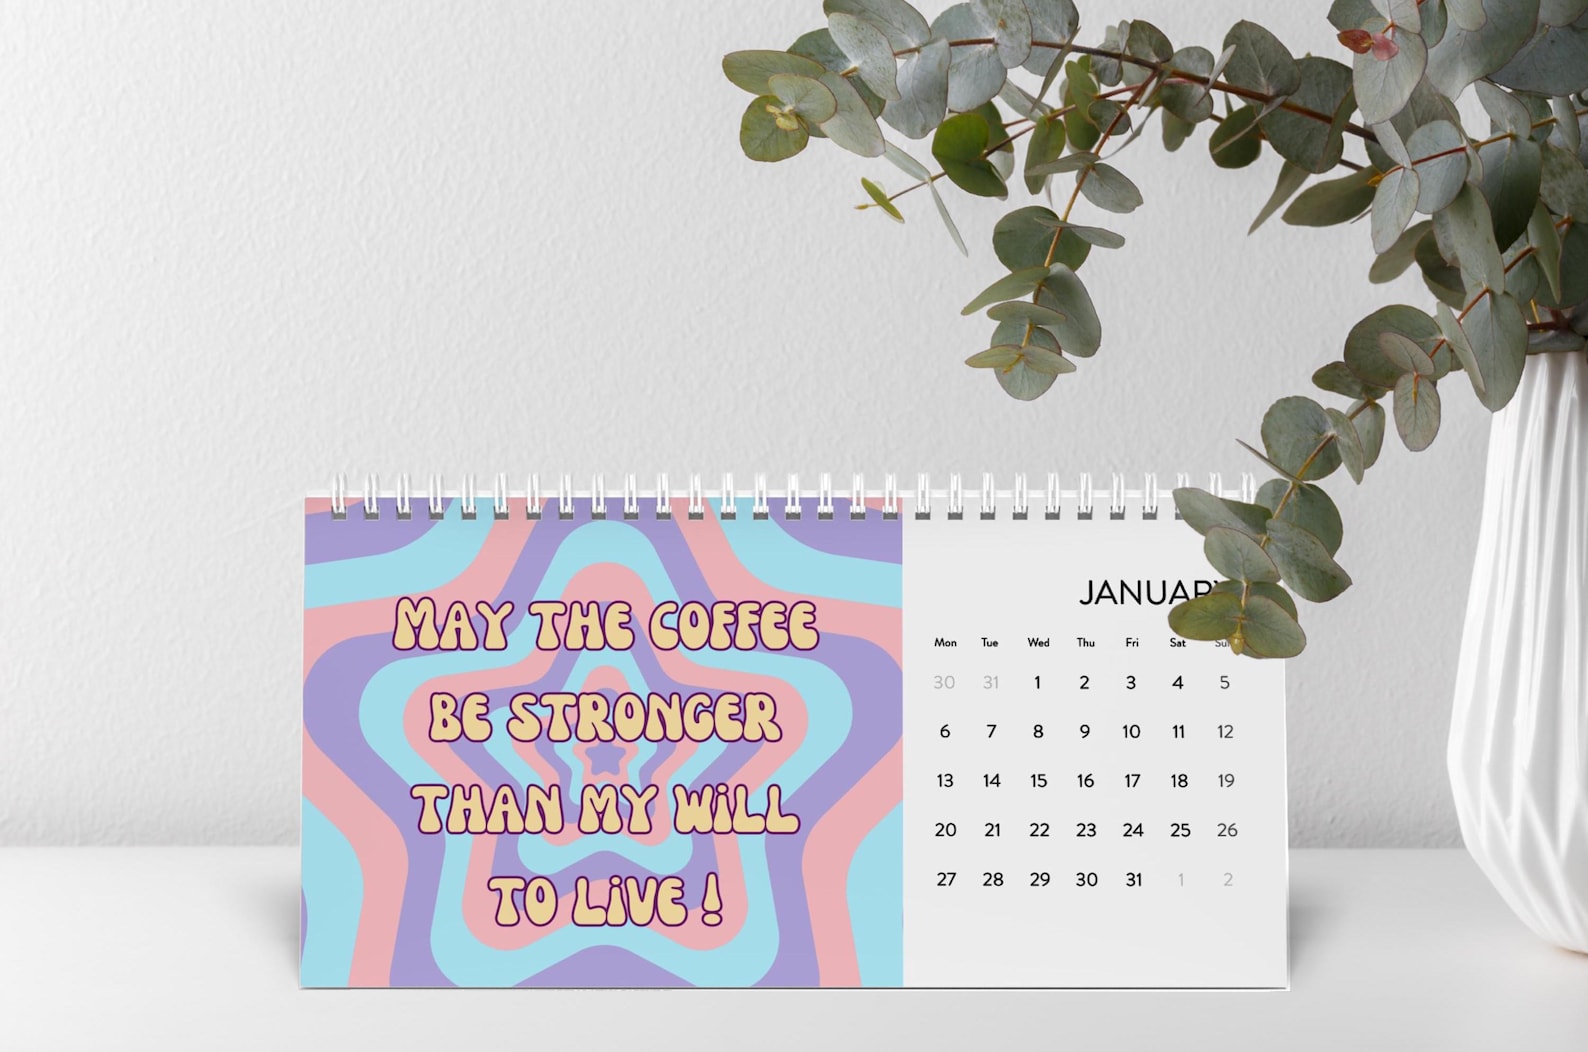 MAY THE COFFEE
BE STRONGER
THAN MY WiLL
TO LiVE !
JANUARY
Mon Tue Wed Thu Fri Sat Sun
30 31 1 2 3 4 5
6 7 8 9 10 11 12
13 14 15 16 17 18 19
20 21 22 23 24 25 26
27 28 29 30 31 1 2